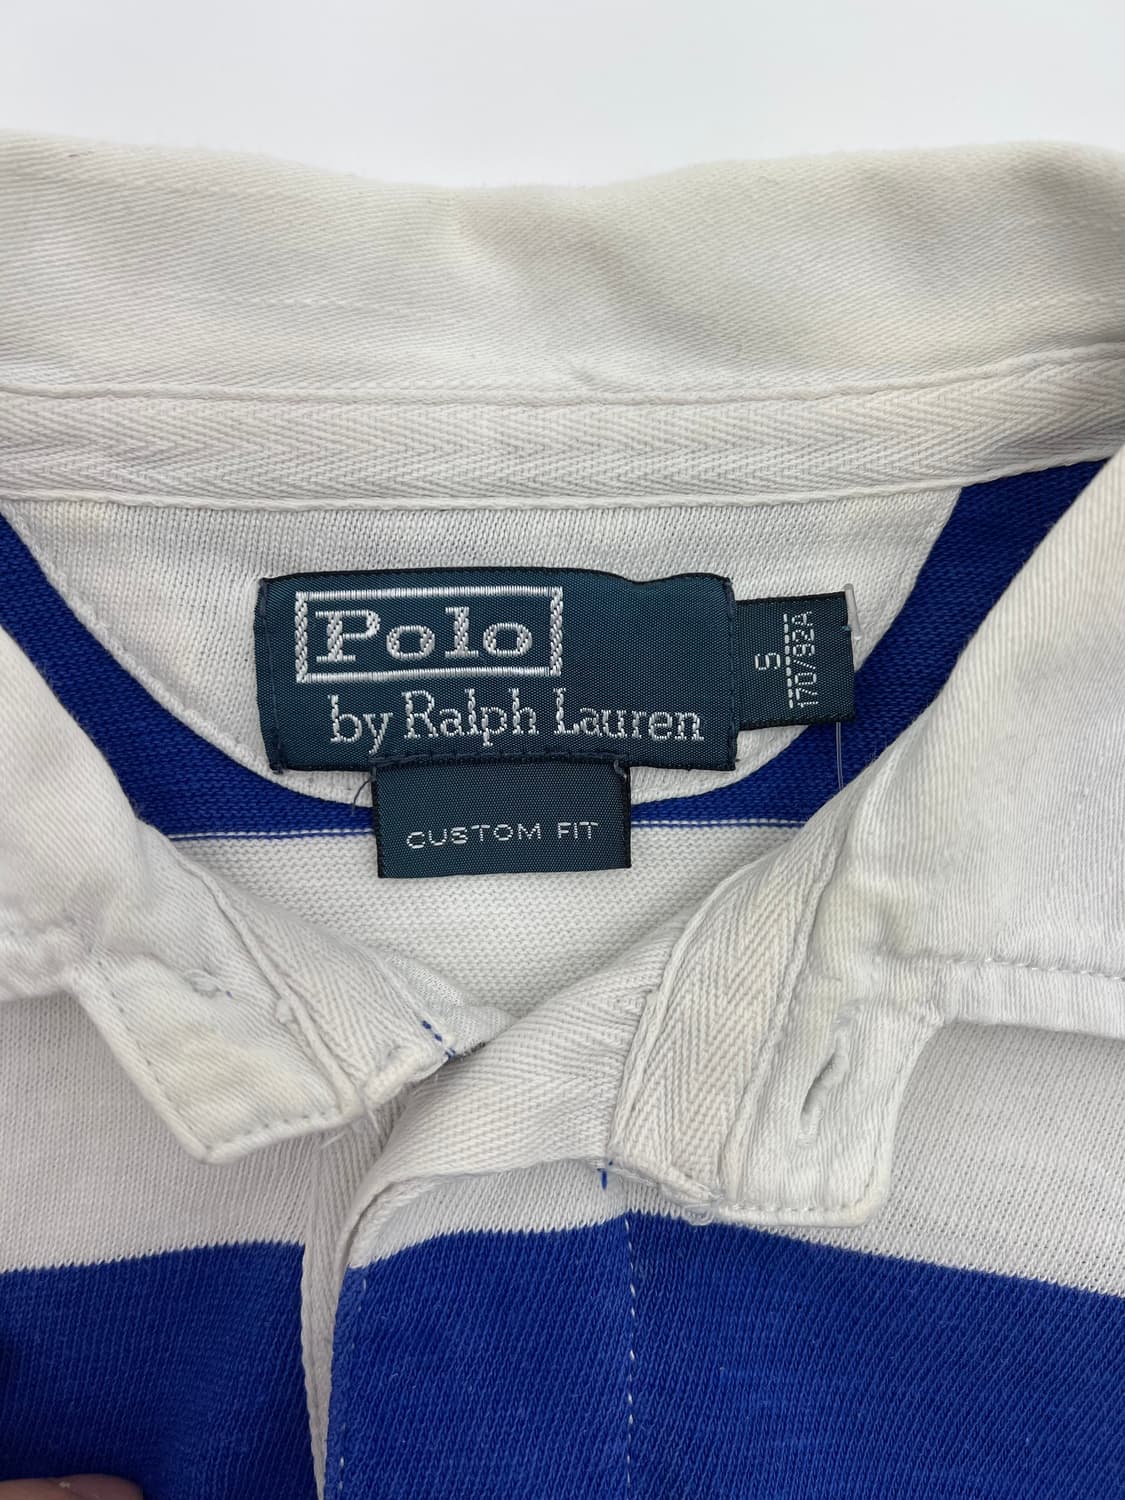 Polo
by Ralph Lauren
CUSTOM FIT
S
170/92A